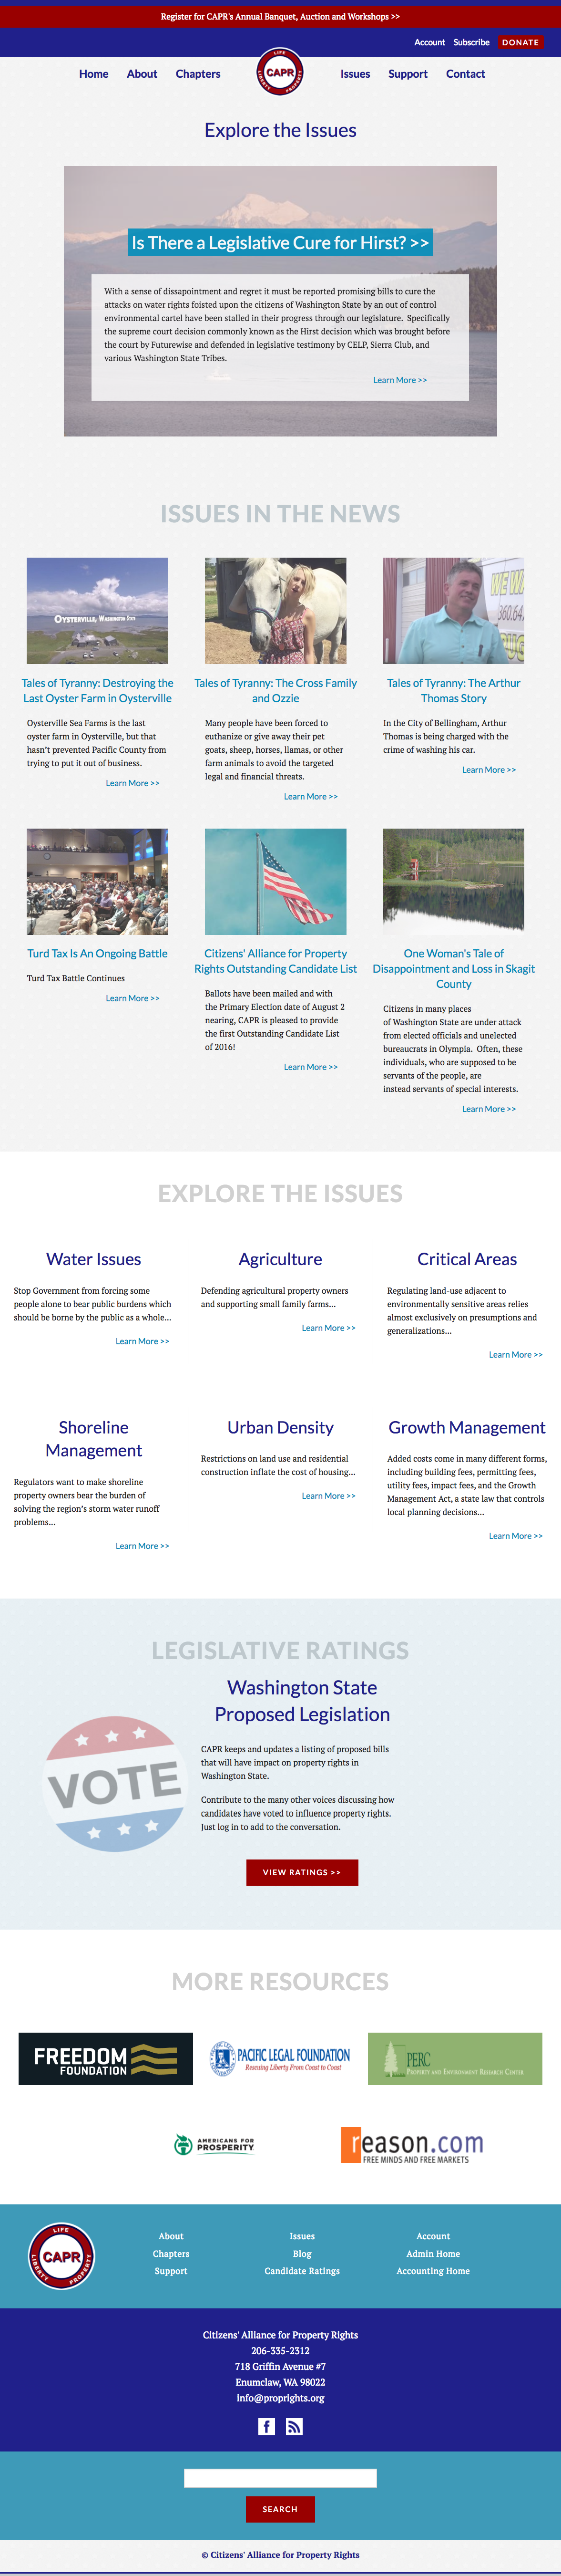 Register for CAPR's Annual Banquet, Auction and Workshops >>
Account Subscribe DONATE
Home About Chapters
LIFE
LIBERTY CAPR PROPERTY
Issues Support Contact
Explore the Issues
Is There a Legislative Cure for Hirst? >>
With a sense of dissapointment and regret it must be reported promising bills to cure the
attacks on water rights foisted upon the citizens of Washington State by an out of control
environmental cartel have been stalled in their progress through our legislature.  Specifically
the supreme court decision commonly known as the Hirst decision which was brought before
the court by Futurewise and defended in legislative testimony by CELP, Sierra Club, and
various Washington State Tribes.
Learn More >>
ISSUES IN THE NEWS
OYSTERVILLE, WASHINGTON STATE
Tales of Tyranny: Destroying the
Last Oyster Farm in Oysterville
Oysterville Sea Farms is the last
oyster farm in Oysterville, but that
hasn't prevented Pacific County from
trying to put it out of business.
Learn More >>
Tales of Tyranny: The Cross Family
and Ozzie
Many people have been forced to
euthanize or give away their pet
goats, sheep, horses, llamas, or other
farm animals to avoid the targeted
legal and financial threats.
Learn More >>
WE W
360.64
Tales of Tyranny: The Arthur
Thomas Story
In the City of Bellingham, Arthur
Thomas is being charged with the
crime of washing his car.
Learn More >>
Turd Tax Is An Ongoing Battle
Turd Tax Battle Continues
Learn More >>
Citizens' Alliance for Property
Rights Outstanding Candidate List
Ballots have been mailed and with
the Primary Election date of August 2
nearing, CAPR is pleased to provide
the first Outstanding Candidate List
of 2016!
Learn More >>
One Woman's Tale of
Disappointment and Loss in Skagit
County
Citizens in many places
of Washington State are under attack
from elected officials and unelected
bureaucrats in Olympia.  Often, these
individuals, who are supposed to be
servants of the people, are
instead servants of special interests.
Learn More >>
EXPLORE THE ISSUES
Water Issues
Stop Government from forcing some
people alone to bear public burdens which
should be borne by the public as a whole...
Learn More >>
Agriculture
Defending agricultural property owners
and supporting small family farms...
Learn More >>
Critical Areas
Regulating land-use adjacent to
environmentally sensitive areas relies
almost exclusively on presumptions and
generalizations...
Learn More >>
Shoreline
Management
Regulators want to make shoreline
property owners bear the burden of
solving the region's storm water runoff
problems...
Learn More >>
Urban Density
Restrictions on land use and residential
construction inflate the cost of housing...
Learn More >>
Growth Management
Added costs come in many different forms,
including building fees, permitting fees,
utility fees, impact fees, and the Growth
Management Act, a state law that controls
local planning decisions...
Learn More >>
LEGISLATIVE RATINGS
VOTE
Washington State
Proposed Legislation
CAPR keeps and updates a listing of proposed bills
that will have impact on property rights in
Washington State.
Contribute to the many other voices discussing how
candidates have voted to influence property rights.
Just log in to add to the conversation.
VIEW RATINGS >>
MORE RESOURCES
FREEDOM
FOUNDATION
PACIFIC LEGAL FOUNDATION
Rescuing Liberty From Coast to Coast
PERC
PROPERTY AND ENVIRONMENT RESEARCH CENTER
AMERICANS FOR
PROSPERITY
reason.com
FREE MINDS AND FREE MARKETS
LIFE
LIBERTY CAPR PROPERTY
About
Chapters
Support
Issues
Blog
Candidate Ratings
Account
Admin Home
Accounting Home
Citizens' Alliance for Property Rights
206-335-2312
718 Griffin Avenue #7
Enumclaw, WA 98022
info@proprights.org
SEARCH
© Citizens' Alliance for Property Rights